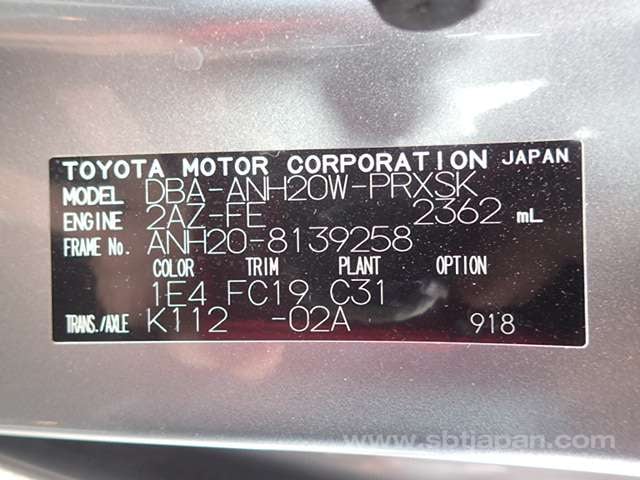 TOYOTA MOTOR CORPORATION JAPAN
MODEL DBA-ANH20W-PRXSK
ENGINE 2AZ-FE 2362 mL
FRAME No. ANH20-8139258
COLOR TRIM PLANT OPTION
1E4 FC19 C31
TRANS./AXLE K112 -02A 918
www.sbtjapan.com